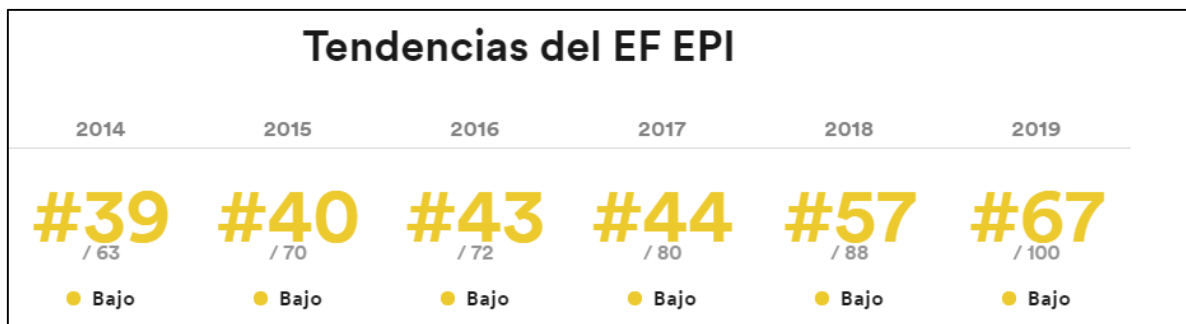 Tendencias del EF EPI
2014 2015 2016 2017 2018 2019
#39 #40 #43 #44 #57 #67
/ 63 / 70 / 72 / 80 / 88 / 100
Bajo Bajo Bajo Bajo Bajo Bajo